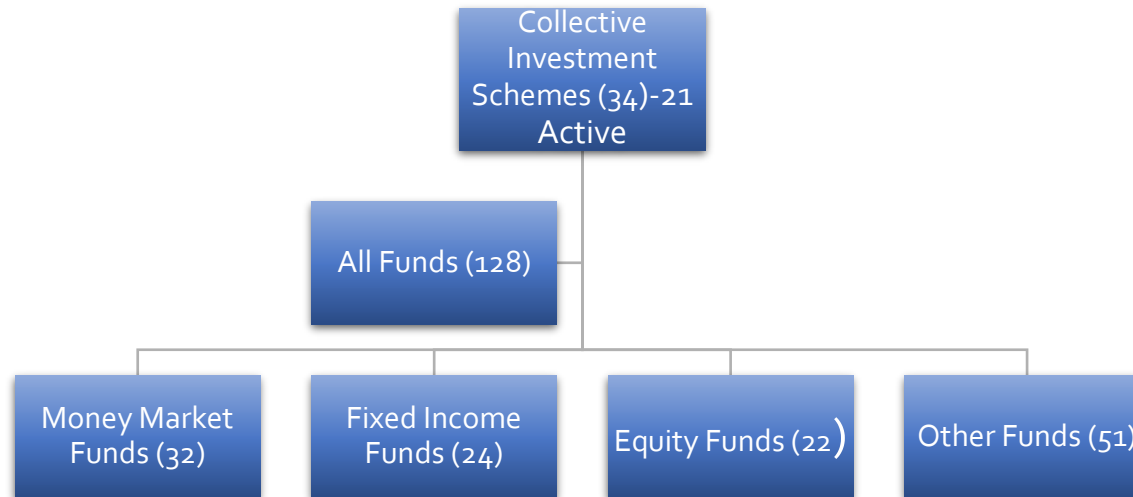 Collective
Investment
Schemes (34)-21
Active
All Funds (128)
Money Market
Funds (32)
Fixed Income
Funds (24)
Equity Funds (22)
Other Funds (51)